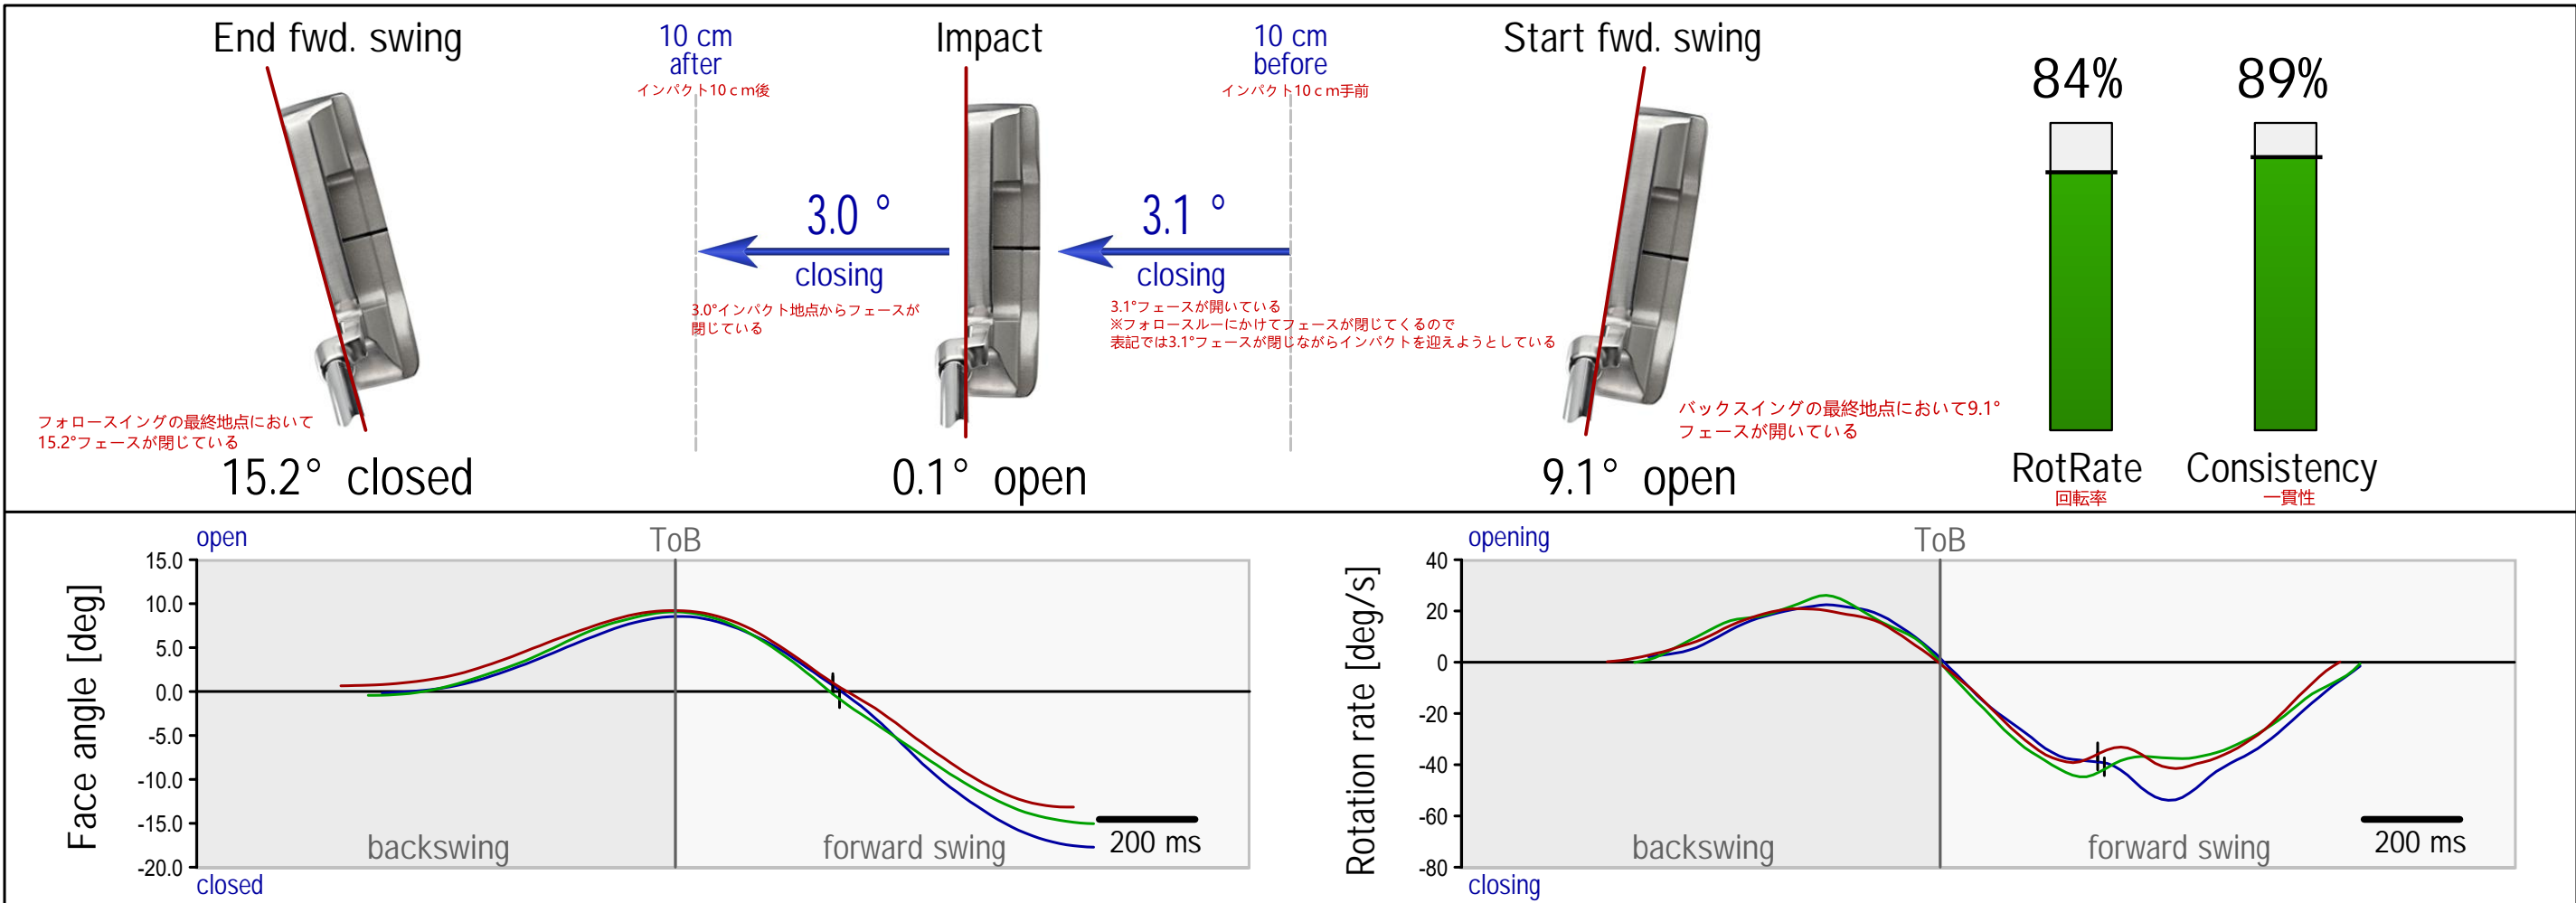 End fwd. swing
10 cm
after
インパクト10ｃｍ後
Impact
10 cm
before
インパクト10ｃｍ手前
Start fwd. swing
84%
89%
3.0 °
closing
3.0°インパクト地点からフェースが
閉じている
3.1 °
closing
3.1°フェースが開いている
※フォロースルーにかけてフェースが閉じてくるので
表記では3.1°フェースが閉じながらインパクトを迎えようとしている
フォロースイングの最終地点において
15.2°フェースが閉じている
15.2° closed
0.1° open
バックスイングの最終地点において9.1°
フェースが開いている
9.1° open
RotRate
回転率
Consistency
一貫性
open
ToB
Face angle [deg]
15.0
10.0
5.0
0.0
-5.0
-10.0
-15.0
-20.0
backswing
forward swing
200 ms
closed
opening
ToB
Rotation rate [deg/s]
40
20
0
-20
-40
-60
-80
backswing
forward swing
200 ms
closing